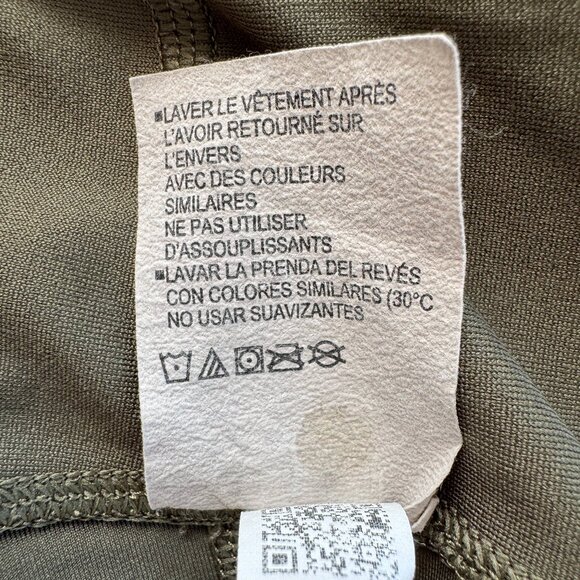 ▪LAVER LE VÊTEMENT APRÈS
L'AVOIR RETOURNÉ SUR
L'ENVERS
AVEC DES COULEURS
SIMILAIRES
NE PAS UTILISER
D'ASSOUPLISSANTS
▪LAVAR LA PRENDA DEL REVÉS
CON COLORES SIMILARES (30°C
NO USAR SUAVIZANTES